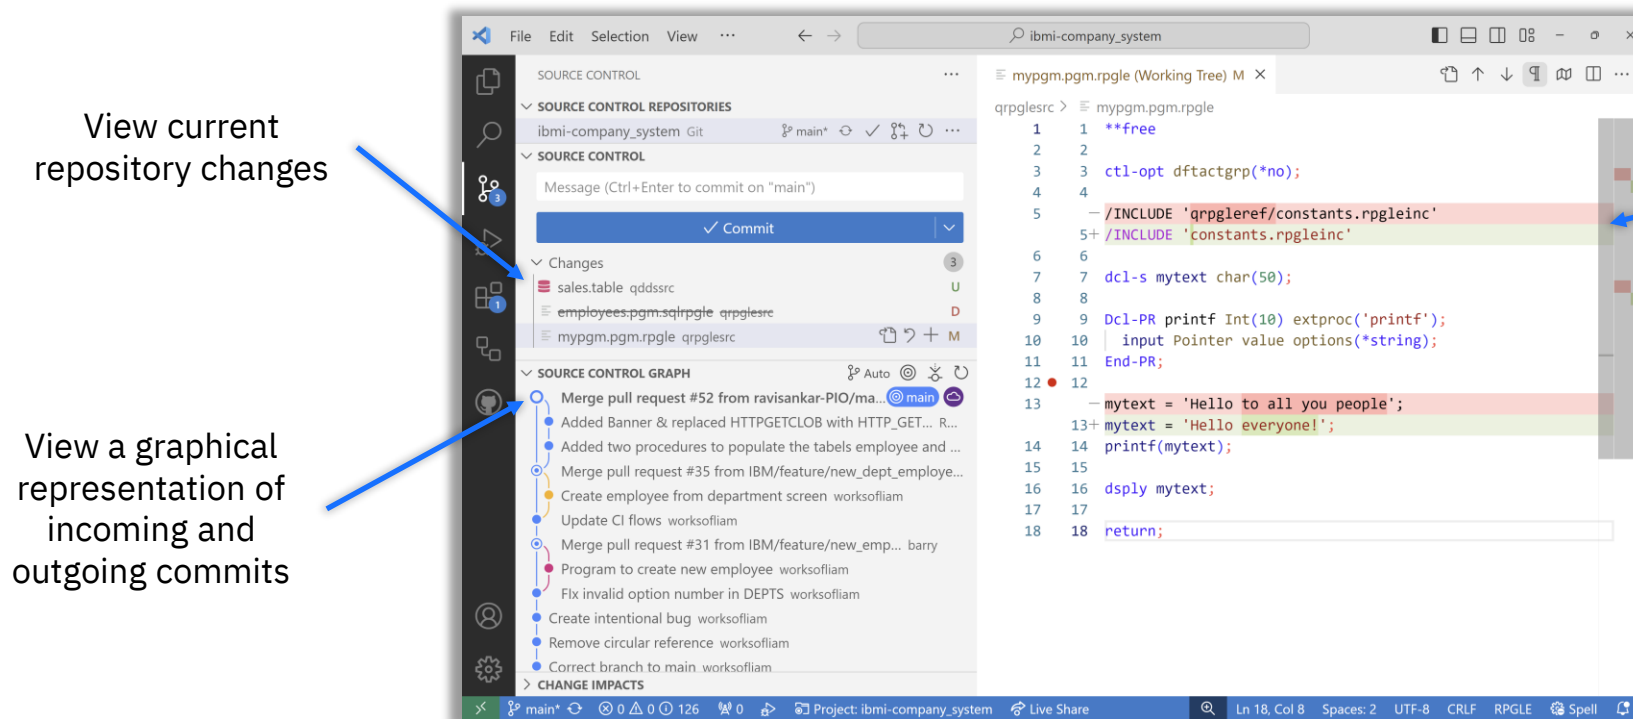 View current
repository changes
View a graphical
representation of
incoming and
outgoing commits
File Edit Selection View ···
ibmi-company_system
SOURCE CONTROL
SOURCE CONTROL REPOSITORIES
ibmi-company_system Git main*
SOURCE CONTROL
Message (Ctrl+Enter to commit on "main")
Commit
Changes 3
sales.table qddssrc U
employees.pgm.sqlrpgle qrpglesrc D
mypgm.pgm.rpgle qrpglesrc M
SOURCE CONTROL GRAPH Auto
Merge pull request #52 from ravisankar-PIO/ma... main
Added Banner & replaced HTTPGETCLOB with HTTP_GET... R...
Added two procedures to populate the tabels employee and ...
Merge pull request #35 from IBM/feature/new_dept_employe...
Create employee from department screen worksofliam
Update CI flows worksofliam
Merge pull request #31 from IBM/feature/new_emp... barry
Program to create new employee worksofliam
FIx invalid option number in DEPTS worksofliam
Create intentional bug worksofliam
Remove circular reference worksofliam
Correct branch to main worksofliam
CHANGE IMPACTS
3
1
mypgm.pgm.rpgle (Working Tree) M
qrpglesrc > mypgm.pgm.rpgle
1 1 **free
2 2
3 3 ctl-opt dftactgrp(*no);
4 4
5 — /INCLUDE 'qrpgleref/constants.rpgleinc'
5+ /INCLUDE 'constants.rpgleinc'
6 6
7 7 dcl-s mytext char(50);
8 8
9 9 Dcl-PR printf Int(10) extproc('printf');
10 10 input Pointer value options(*string);
11 11 End-PR;
12 12
13 — mytext = 'Hello to all you people';
13+ mytext = 'Hello everyone!';
14 14 printf(mytext);
15 15
16 16 dsply mytext;
17 17
18 18 return;
main* 0 0 126 0 Project: ibmi-company_system Live Share Ln 18, Col 8 Spaces: 2 UTF-8 CRLF RPGLE Spell